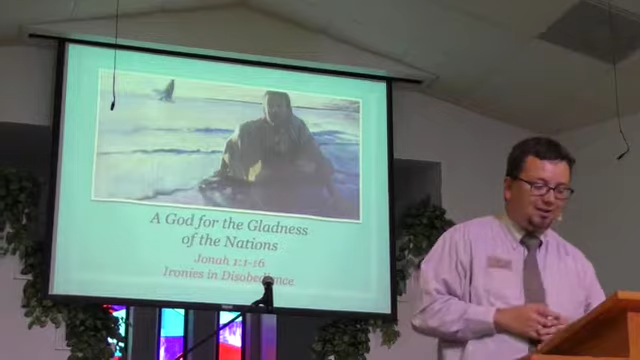 A God for the Gladness
of the Nations
Jonah 1:1-16
Ironies in Disobedience